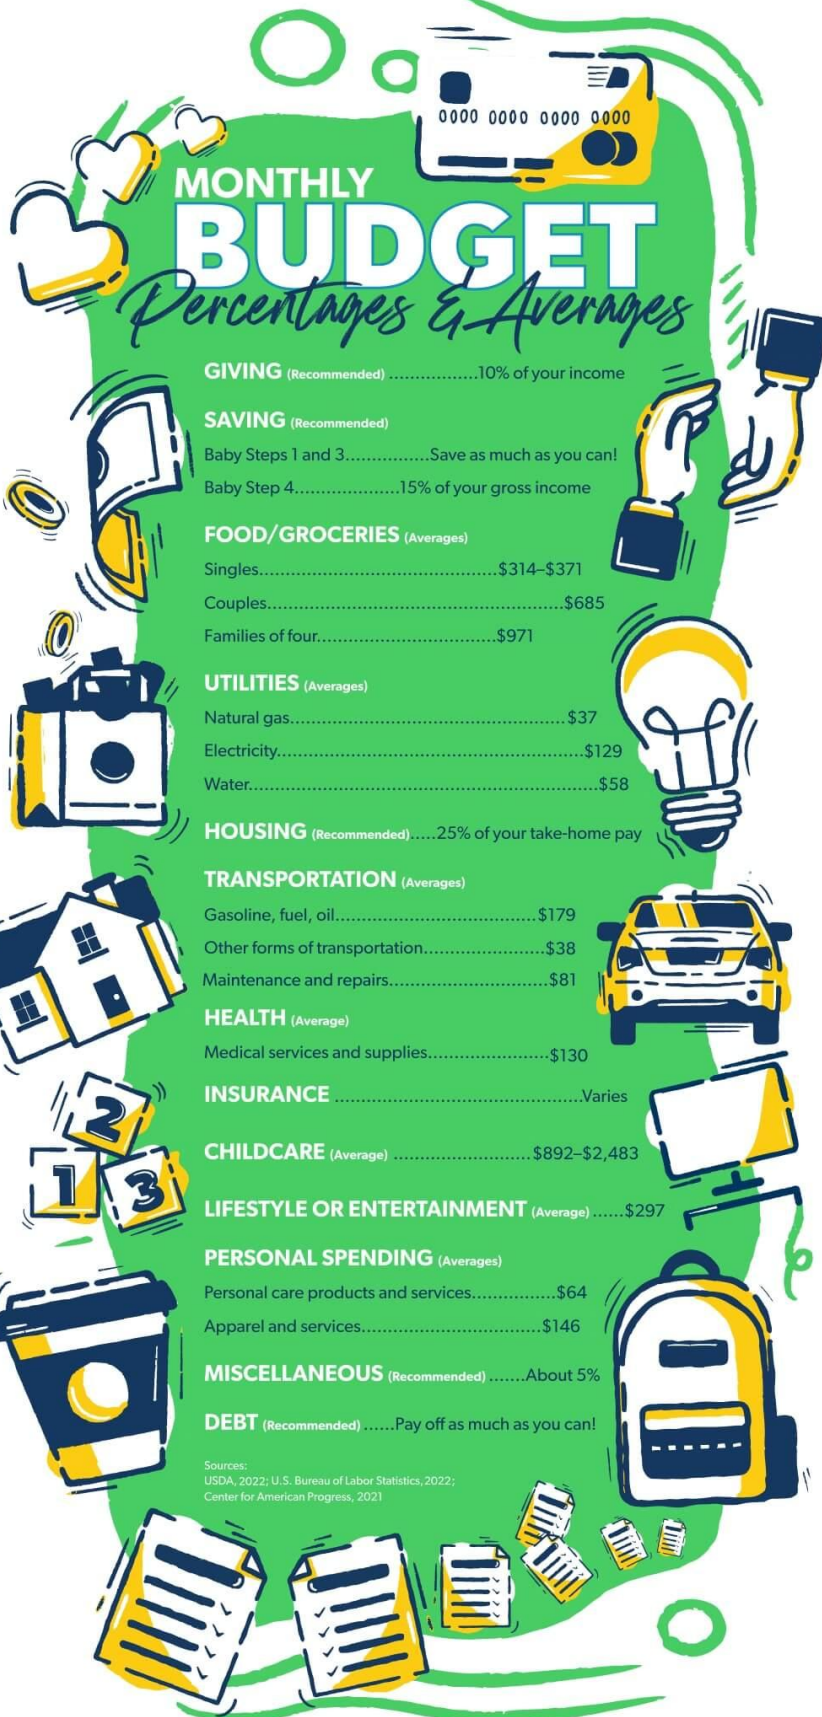 0000 0000 0000 0000
MONTHLY
BUDGET
Percentages & Averages
GIVING (Recommended) .................10% of your income
SAVING (Recommended)
Baby Steps 1 and 3................Save as much as you can!
Baby Step 4....................15% of your gross income
FOOD/GROCERIES (Averages)
Singles.............................................$314–$371
Couples........................................................$685
Families of four..................................$971
UTILITIES (Averages)
Natural gas....................................................$37
Electricity..........................................................$129
Water..................................................................$58
HOUSING (Recommended).....25% of your take-home pay
TRANSPORTATION (Averages)
Gasoline, fuel, oil......................................$179
Other forms of transportation.......................$38
Maintenance and repairs..............................$81
HEALTH (Average)
Medical services and supplies.......................$130
INSURANCE ...............................................Varies
CHILDCARE (Average) ..........................$892–$2,483
LIFESTYLE OR ENTERTAINMENT (Average) ......$297
PERSONAL SPENDING (Averages)
Personal care products and services................$64
Apparel and services..................................$146
MISCELLANEOUS (Recommended) .......About 5%
DEBT (Recommended) ......Pay off as much as you can!
Sources:
USDA, 2022; U.S. Bureau of Labor Statistics, 2022;
Center for American Progress, 2021
2
1
3